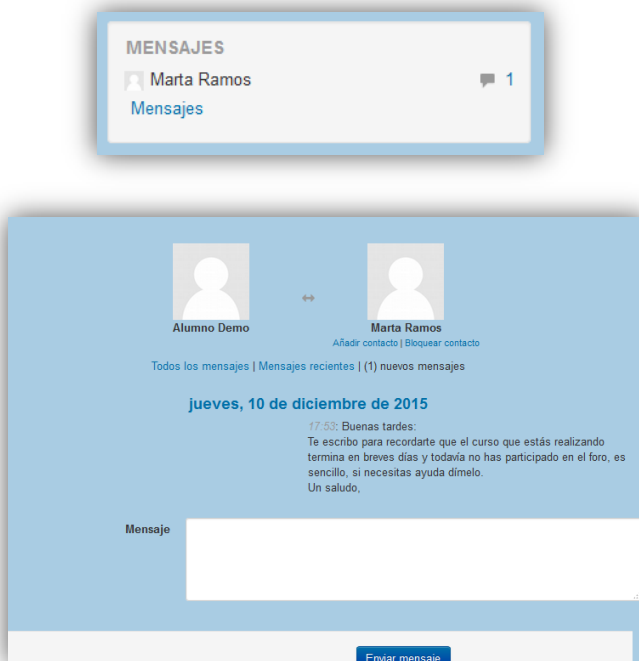 MENSAJES
Marta Ramos 1
Mensajes
Alumno Demo Marta Ramos
Añadir contacto | Bloquear contacto
Todos los mensajes | Mensajes recientes | (1) nuevos mensajes
jueves, 10 de diciembre de 2015
17:53: Buenas tardes:
Te escribo para recordarte que el curso que estás realizando
termina en breves días y todavía no has participado en el foro, es
sencillo, si necesitas ayuda dímelo.
Un saludo,
Mensaje
Enviar mensaje